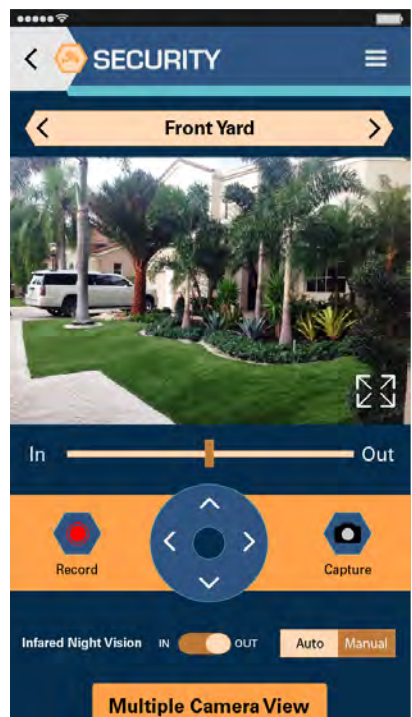 SECURITY
Front Yard
In Out
Record Capture
Infared Night Vision IN OUT Auto Manual
Multiple Camera View